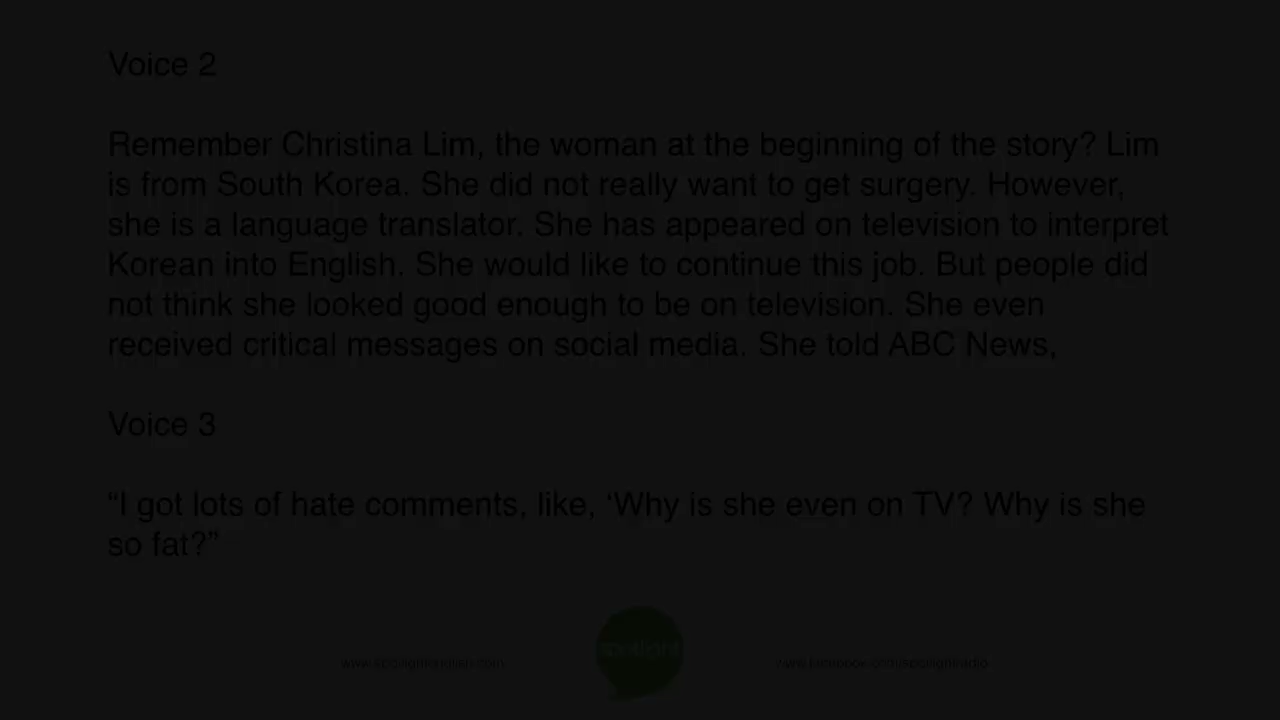 Voice 2
Remember Christina Lim, the woman at the beginning of the story? Lim
is from South Korea. She did not really want to get surgery. However,
she is a language translator. She has appeared on television to interpret
Korean into English. She would like to continue this job. But people did
not think she looked good enough to be on television. She even
received critical messages on social media. She told ABC News,
Voice 3
“I got lots of hate comments, like, ‘Why is she even on TV? Why is she
so fat?”